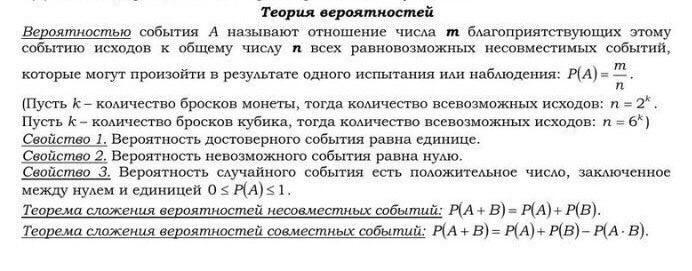 Теория вероятностей
Вероятностью события A называют отношение числа m благоприятствующих этому
событию исходов к общему числу n всех равновозможных несовместимых событий,
которые могут произойти в результате одного испытания или наблюдения: P(A) = m/n.
(Пусть k – количество бросков монеты, тогда количество всевозможных исходов: n = 2^k.
Пусть k – количество бросков кубика, тогда количество всевозможных исходов: n = 6^k)
Свойство 1. Вероятность достоверного события равна единице.
Свойство 2. Вероятность невозможного события равна нулю.
Свойство 3. Вероятность случайного события есть положительное число, заключенное
между нулем и единицей 0 ≤ P(A) ≤ 1.
Теорема сложения вероятностей несовместных событий: P(A + B) = P(A) + P(B).
Теорема сложения вероятностей совместных событий: P(A + B) = P(A) + P(B) – P(A · B).